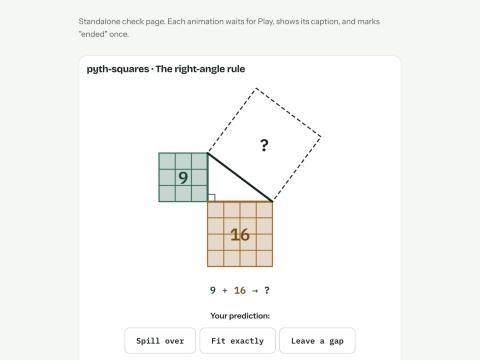 Standalone check page. Each animation waits for Play, shows its caption, and marks
"ended" once.
pyth-squares · The right-angle rule
?
9
16
9 + 16 → ?
Your prediction:
Spill over
Fit exactly
Leave a gap